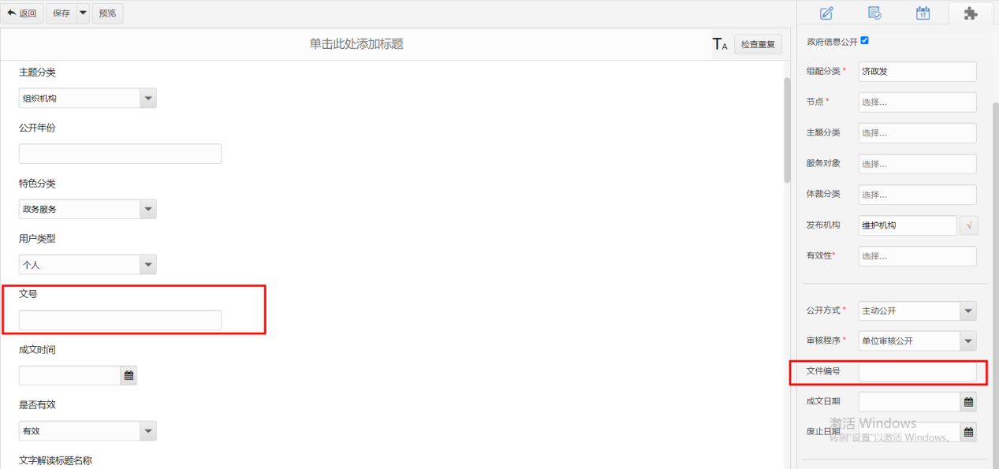 返回
保存
预览
单击此处添加标题
TA
检查重复
主题分类
组织机构
公开年份
特色分类
政务服务
用户类型
个人
文号
成文时间
是否有效
有效
文字解读标题名称
17
政府信息公开
组配分类 * 济政发
节点 * 选择...
主题分类 选择...
服务对象 选择...
体裁分类 选择...
发布机构 维护机构 √
有效性* 选择...
公开方式 * 主动公开
审核程序 * 单位审核公开
文件编号
成文日期
废止日期
激活 Windows
转到"设置"以激活 Windows。